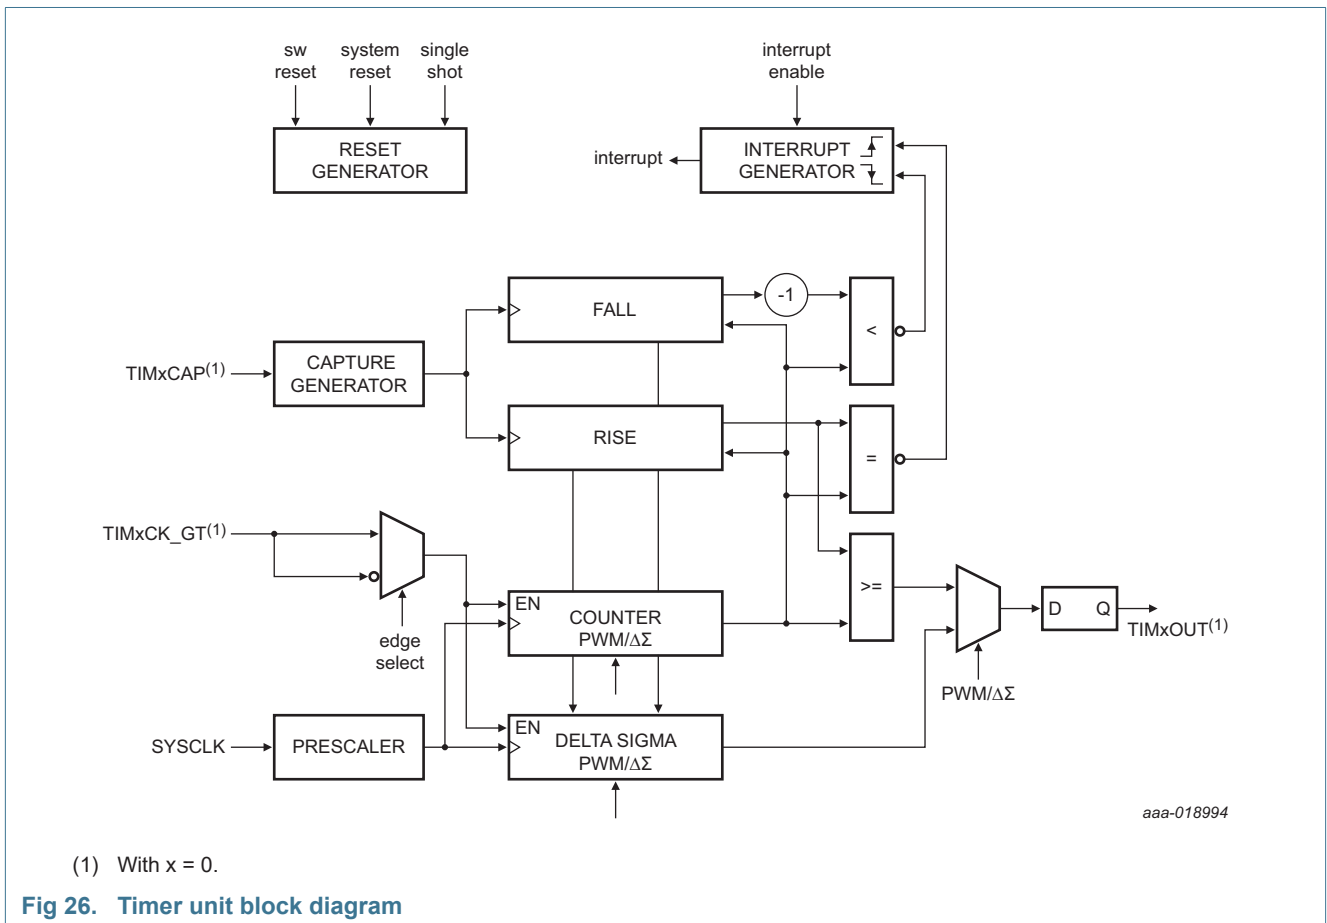 sw reset
system reset
single shot
interrupt enable
RESET GENERATOR
interrupt
INTERRUPT GENERATOR
FALL
-1
<
TIMxCAP(1)
CAPTURE GENERATOR
RISE
=
TIMxCK_GT(1)
edge select
EN
COUNTER
PWM/ΔΣ
>=
D Q
TIMxOUT(1)
PWM/ΔΣ
SYSCLK
PRESCALER
EN
DELTA SIGMA
PWM/ΔΣ
aaa-018994
(1) With x = 0.
Fig 26. Timer unit block diagram